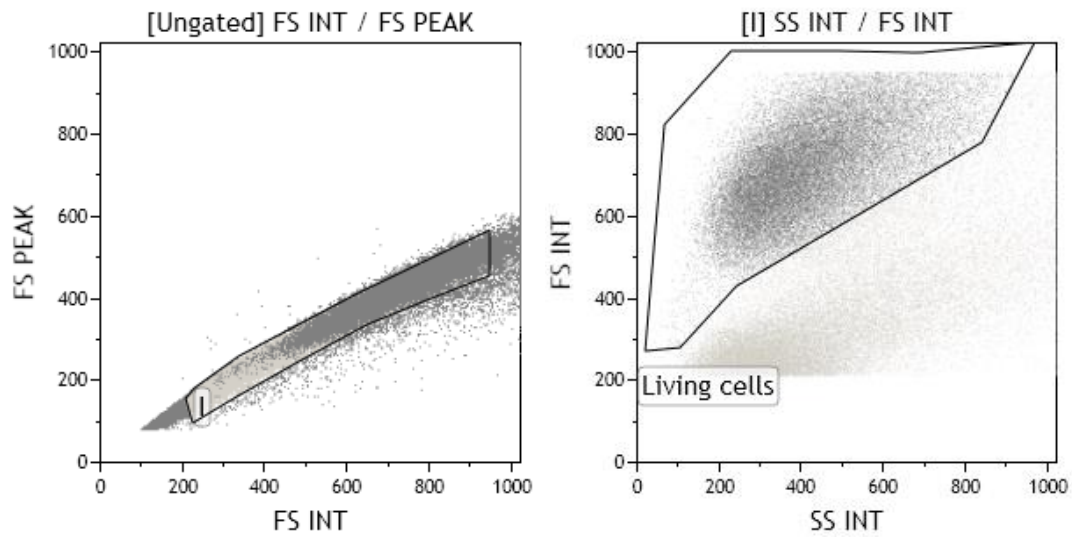 [Ungated] FS INT / FS PEAK
1000
800
600
400
200
0
FS PEAK
I
0 200 400 600 800 1000
FS INT
[I] SS INT / FS INT
1000
800
600
400
200
0
FS INT
Living cells
0 200 400 600 800 1000
SS INT